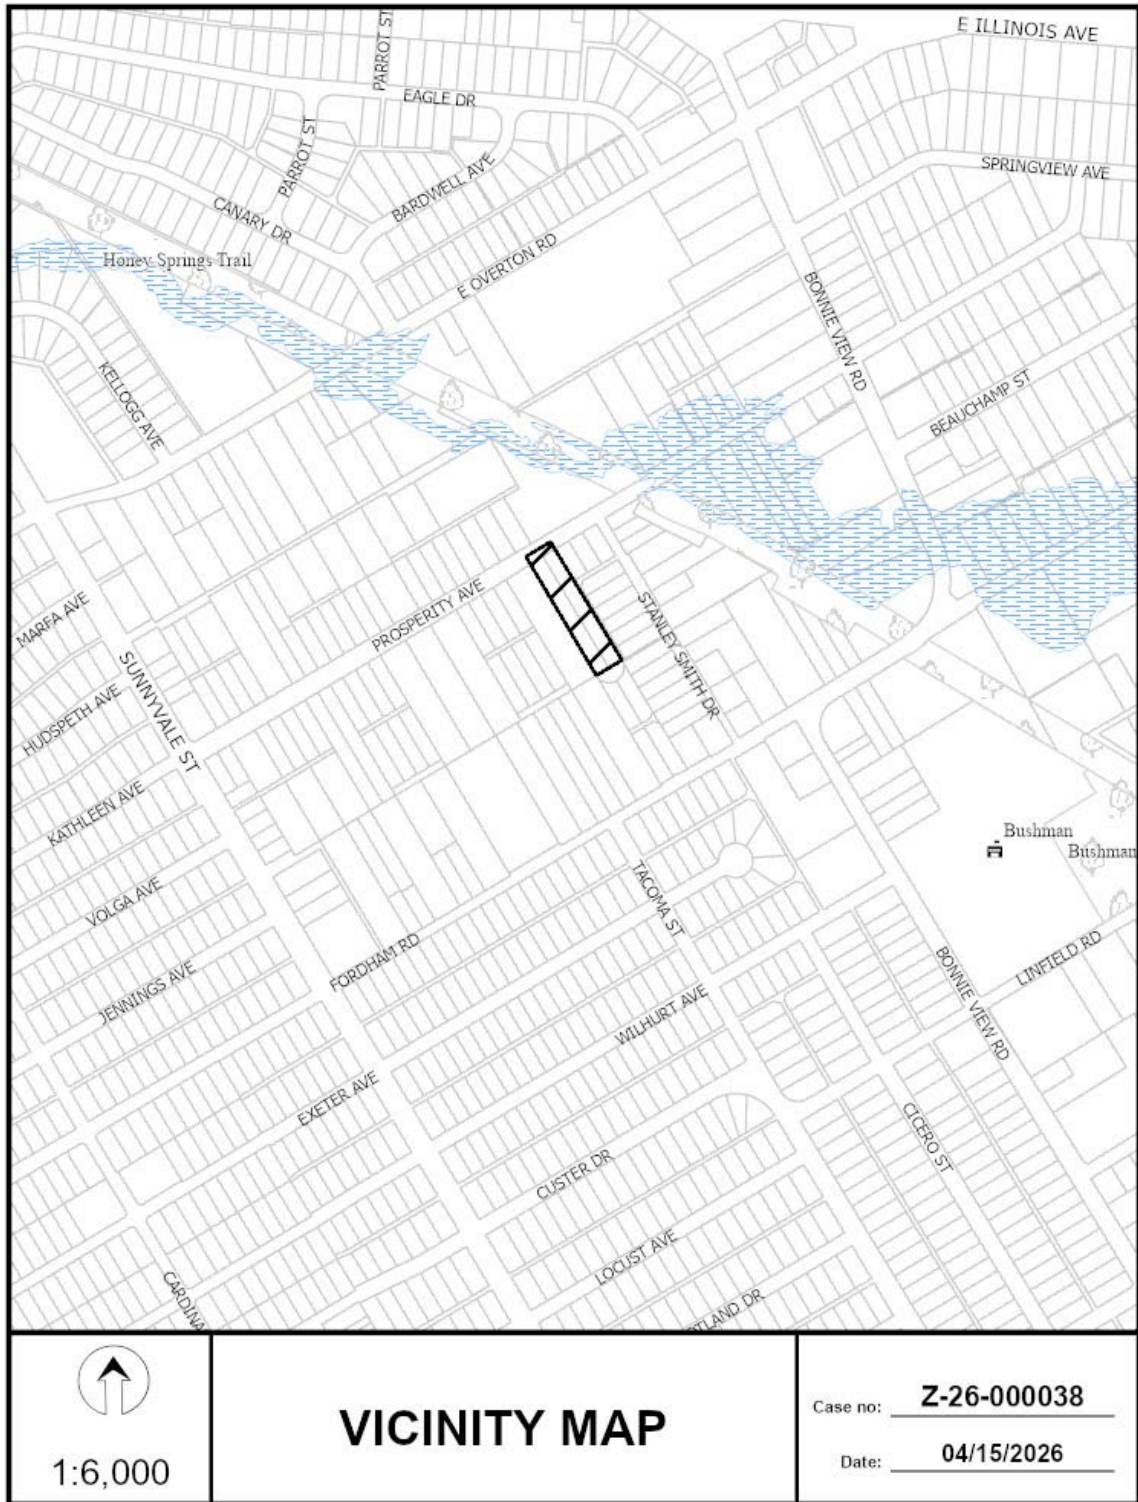 E ILLINOIS AVE
PARROT ST
EAGLE DR
PARROT ST
BARDWELL AVE
SPRINGVIEW AVE
CANARY DR
Honey Springs Trail
E OVERTON RD
BONNIE VIEW RD
KELLOGG AVE
BEAUCHAMP ST
MARFA AVE
PROSPERITY AVE
STANLEY SMITH DR
SUNNYVALE ST
HUDSPETH AVE
KATHLEEN AVE
Bushman
Bushman
VOLGA AVE
TACOMA ST
FORDHAM RD
JENNINGS AVE
BONNIE VIEW RD
LINFIELD RD
WILHURT AVE
EXETER AVE
CICERO ST
CUSTER DR
LOCUST AVE
CARDINA
TLAND DR
1:6,000
VICINITY MAP
Case no: Z-26-000038
Date: 04/15/2026